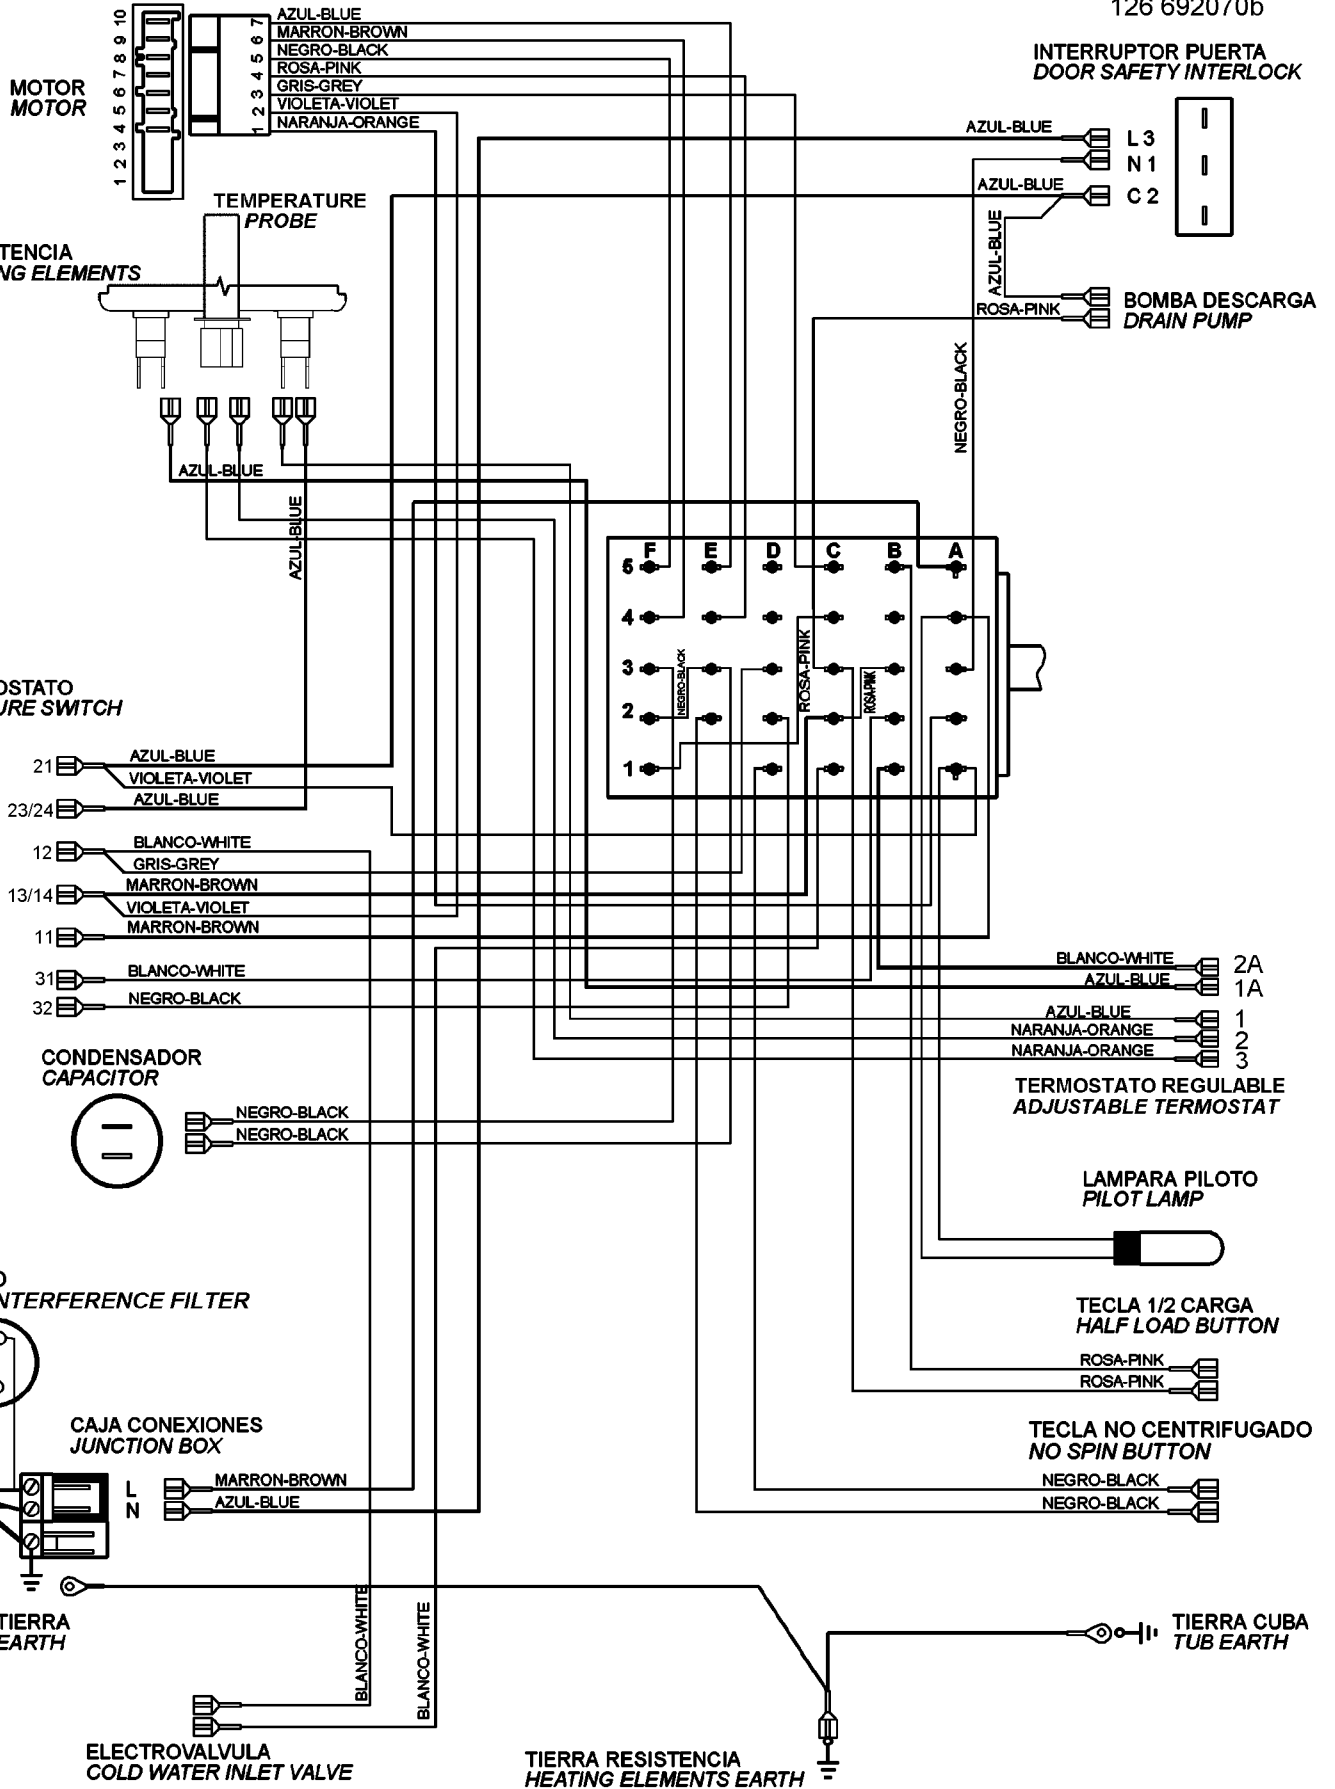 126 692070b
INTERRUPTOR PUERTA
DOOR SAFETY INTERLOCK
MOTOR
MOTOR
10
9
8
7
6
5
4
3
2
1
7
6
5
4
3
2
1
AZUL-BLUE
MARRON-BROWN
NEGRO-BLACK
ROSA-PINK
GRIS-GREY
VIOLETA-VIOLET
NARANJA-ORANGE
AZUL-BLUE
L 3
N 1
AZUL-BLUE
C 2
AZUL-BLUE
TEMPERATURE
PROBE
TENCIA
NG ELEMENTS
ROSA-PINK
BOMBA DESCARGA
DRAIN PUMP
NEGRO-BLACK
AZUL-BLUE
AZUL-BLUE
F E D C B A
5
4
3
2
1
NEGRO-BLACK
ROSA-PINK
ROSA-PINK
OSTATO
URE SWITCH
21
AZUL-BLUE
VIOLETA-VIOLET
23/24
AZUL-BLUE
12
BLANCO-WHITE
GRIS-GREY
13/14
MARRON-BROWN
VIOLETA-VIOLET
11
MARRON-BROWN
31
BLANCO-WHITE
32
NEGRO-BLACK
BLANCO-WHITE
2A
AZUL-BLUE
1A
AZUL-BLUE
1
NARANJA-ORANGE
2
NARANJA-ORANGE
3
TERMOSTATO REGULABLE
ADJUSTABLE TERMOSTAT
CONDENSADOR
CAPACITOR
NEGRO-BLACK
NEGRO-BLACK
LAMPARA PILOTO
PILOT LAMP
O
NTERFERENCE FILTER
TECLA 1/2 CARGA
HALF LOAD BUTTON
ROSA-PINK
ROSA-PINK
CAJA CONEXIONES
JUNCTION BOX
L
MARRON-BROWN
N
AZUL-BLUE
TECLA NO CENTRIFUGADO
NO SPIN BUTTON
NEGRO-BLACK
NEGRO-BLACK
TIERRA
EARTH
BLANCO-WHITE
BLANCO-WHITE
TIERRA CUBA
TUB EARTH
ELECTROVALVULA
COLD WATER INLET VALVE
TIERRA RESISTENCIA
HEATING ELEMENTS EARTH